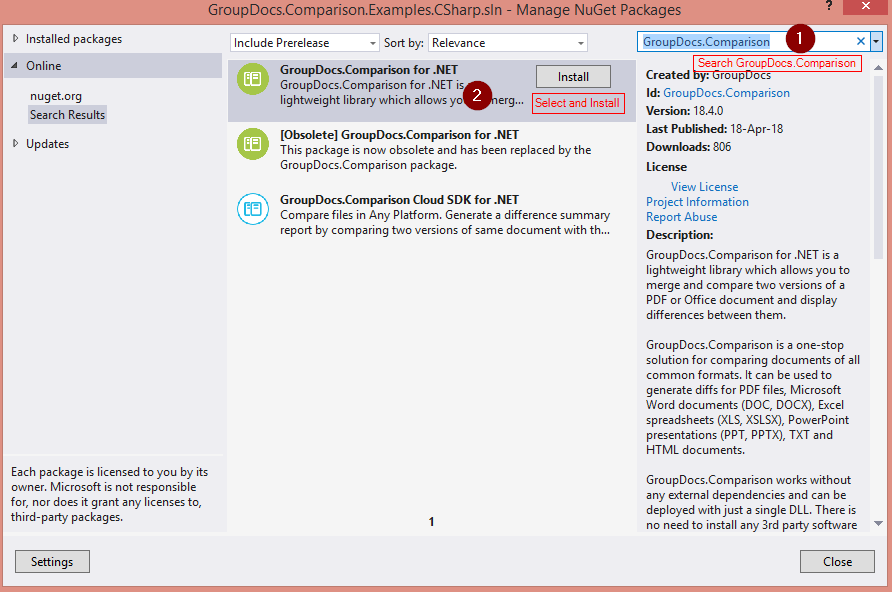 GroupDocs.Comparison.Examples.CSharp.sln - Manage NuGet Packages
?
Installed packages
Online
nuget.org
Search Results
Updates
Each package is licensed to you by its
owner. Microsoft is not responsible
for, nor does it grant any licenses to,
third-party packages.
Include Prerelease
Sort by: Relevance
GroupDocs.Comparison for .NET
GroupDocs.Comparison for .NET is
lightweight library which allows
2
Install
Select and Install
[Obsolete] GroupDocs.Comparison for .NET
This package is now obsolete and has been replaced by the
GroupDocs.Comparison package.
GroupDocs.Comparison Cloud SDK for .NET
Compare files in Any Platform. Generate a difference summary
report by comparing two versions of same document with th...
1
GroupDocs.Comparison
1
Search GroupDocs.Comparison
Created by: GroupDocs
Id: GroupDocs.Comparison
Version: 18.4.0
Last Published: 18-Apr-18
Downloads: 806
License
View License
Project Information
Report Abuse
Description:
GroupDocs.Comparison for .NET is a
lightweight library which allows you to
merge and compare two versions of a
PDF or Office document and display
differences between them.
GroupDocs.Comparison is a one-stop
solution for comparing documents of all
common formats. It can be used to
generate diffs for PDF files, Microsoft
Word documents (DOC, DOCX), Excel
spreadsheets (XLS, XSLSX), PowerPoint
presentations (PPT, PPTX), TXT and
HTML documents.
GroupDocs.Comparison works without
any external dependencies and can be
deployed with just a single DLL. There is
no need to install any 3rd party software
Settings
Close